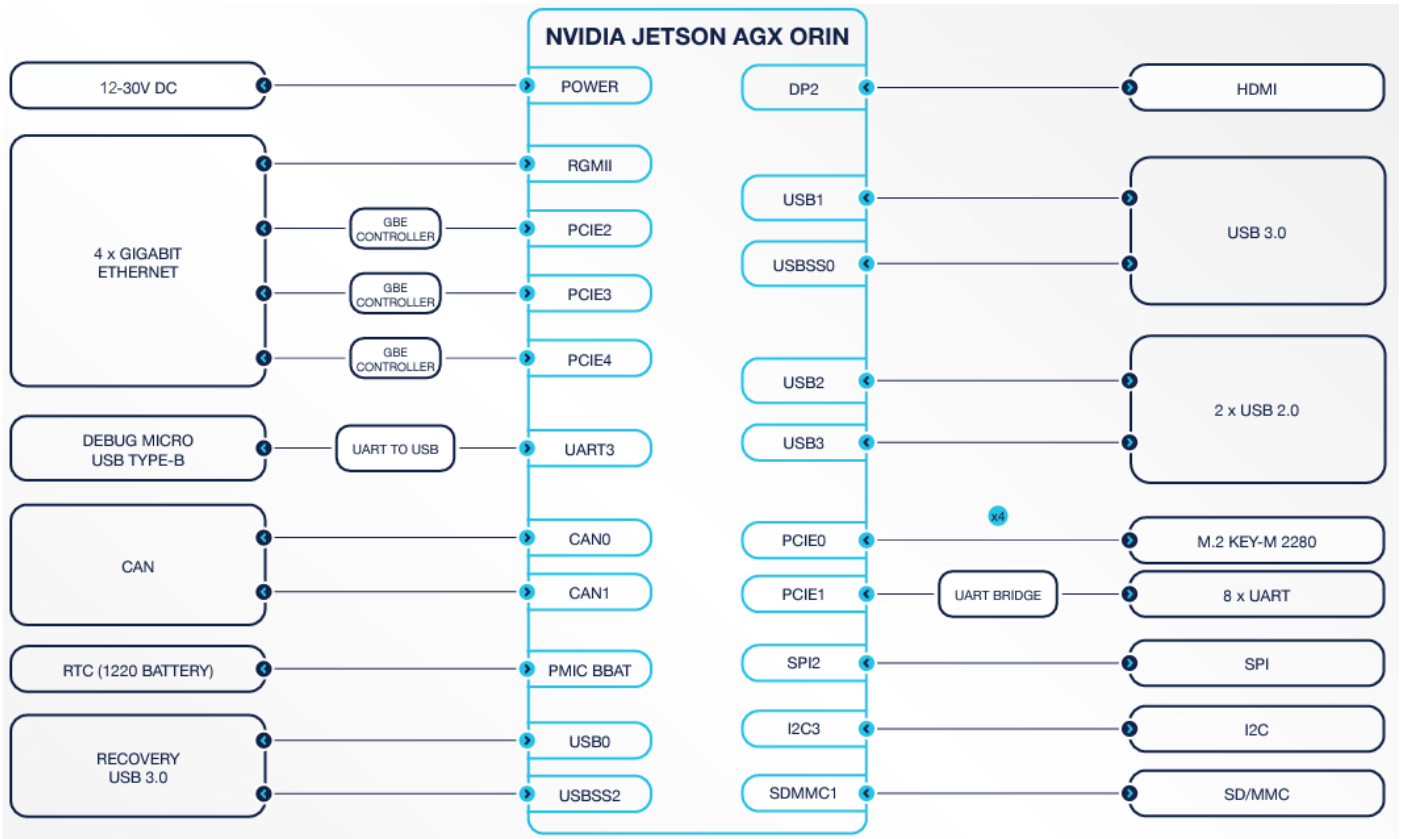 NVIDIA JETSON AGX ORIN
12-30V DC
POWER
4 x GIGABIT
ETHERNET
RGMII
GBE
CONTROLLER
PCIE2
GBE
CONTROLLER
PCIE3
GBE
CONTROLLER
PCIE4
DEBUG MICRO
USB TYPE-B
UART TO USB
UART3
CAN
CAN0
CAN1
RTC (1220 BATTERY)
PMIC BBAT
RECOVERY
USB 3.0
USB0
USBSS2
DP2
HDMI
USB1
USBSS0
USB 3.0
USB2
USB3
2 x USB 2.0
x4
PCIE0
M.2 KEY-M 2280
PCIE1
UART BRIDGE
8 x UART
SPI2
SPI
I2C3
I2C
SDMMC1
SD/MMC